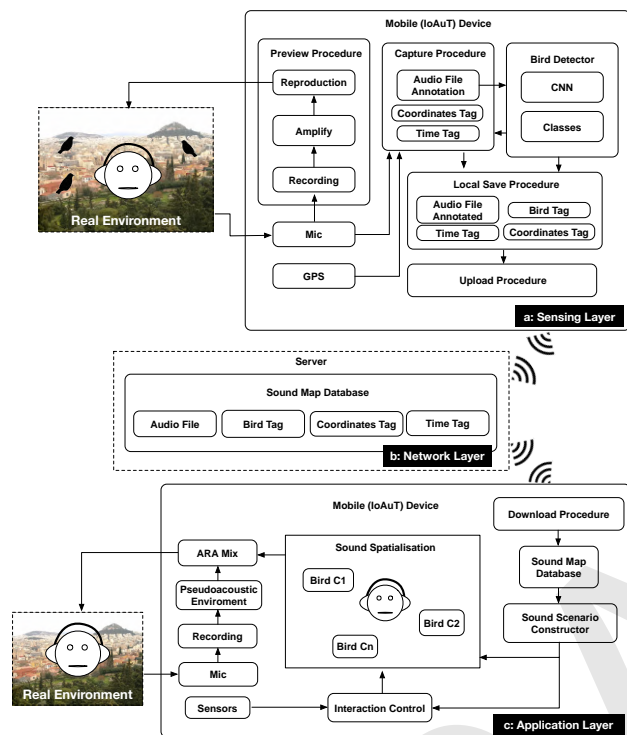 Mobile (IoAuT) Device
Preview Procedure
Reproduction
Amplify
Recording
Capture Procedure
Audio File
Annotation
Coordinates Tag
Time Tag
Bird Detector
CNN
Classes
Real Environment
Mic
GPS
Local Save Procedure
Audio File
Annotated
Bird Tag
Time Tag
Coordinates Tag
Upload Procedure
a: Sensing Layer
Server
Sound Map Database
Audio File
Bird Tag
Coordinates Tag
Time Tag
b: Network Layer
Mobile (IoAuT) Device
ARA Mix
Pseudoacoustic
Enviroment
Recording
Mic
Sensors
Real Environment
Sound Spatialisation
Bird C1
Bird C2
Bird Cn
Interaction Control
Download Procedure
Sound Map
Database
Sound Scenario
Constructor
c: Application Layer